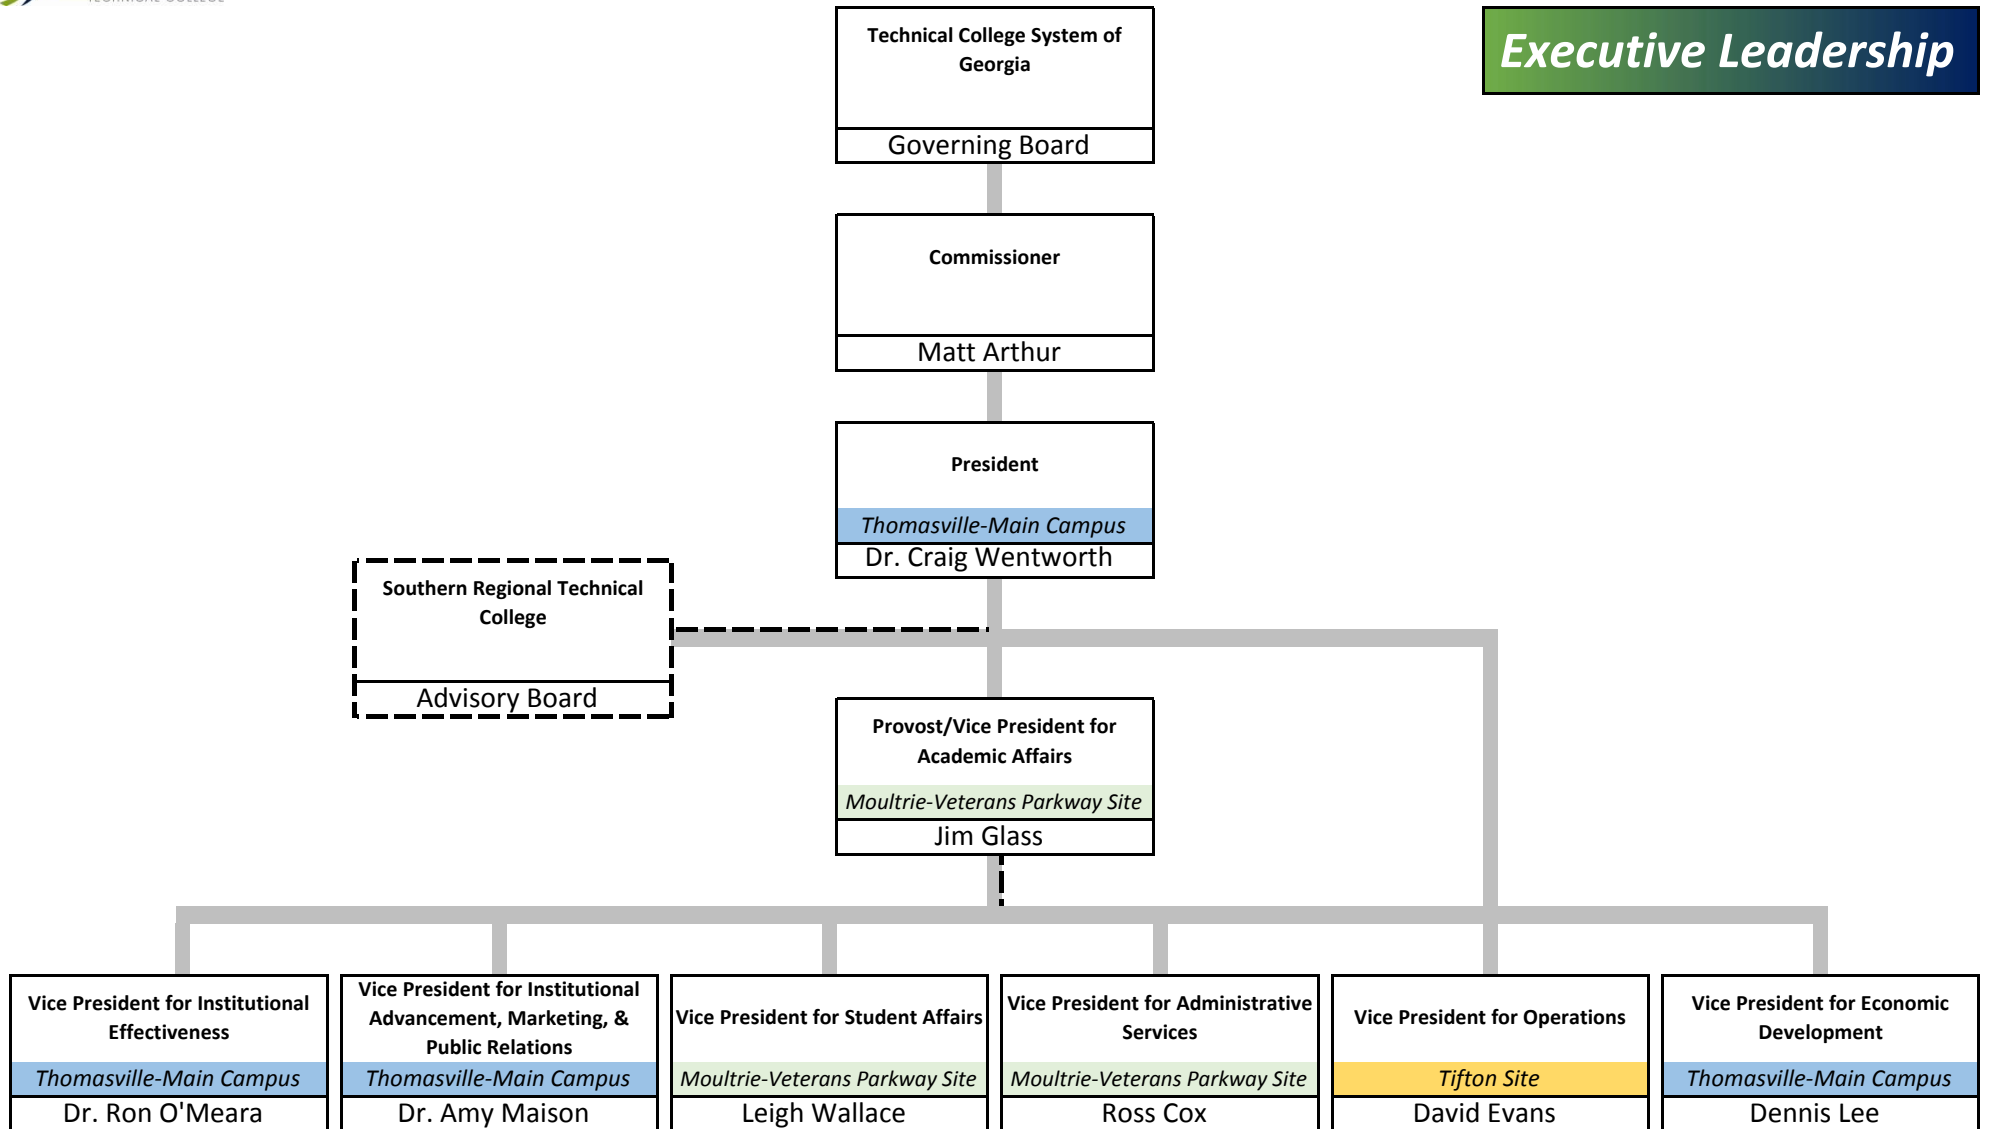 TECHNICAL COLLEGE
Executive Leadership
Technical College System of
Georgia
Governing Board
Commissioner
Matt Arthur
President
Thomasville-Main Campus
Dr. Craig Wentworth
Southern Regional Technical
College
Advisory Board
Provost/Vice President for
Academic Affairs
Moultrie-Veterans Parkway Site
Jim Glass
Vice President for Institutional
Effectiveness
Thomasville-Main Campus
Dr. Ron O'Meara
Vice President for Institutional
Advancement, Marketing, &
Public Relations
Thomasville-Main Campus
Dr. Amy Maison
Vice President for Student Affairs
Moultrie-Veterans Parkway Site
Leigh Wallace
Vice President for Administrative
Services
Moultrie-Veterans Parkway Site
Ross Cox
Vice President for Operations
Tifton Site
David Evans
Vice President for Economic
Development
Thomasville-Main Campus
Dennis Lee